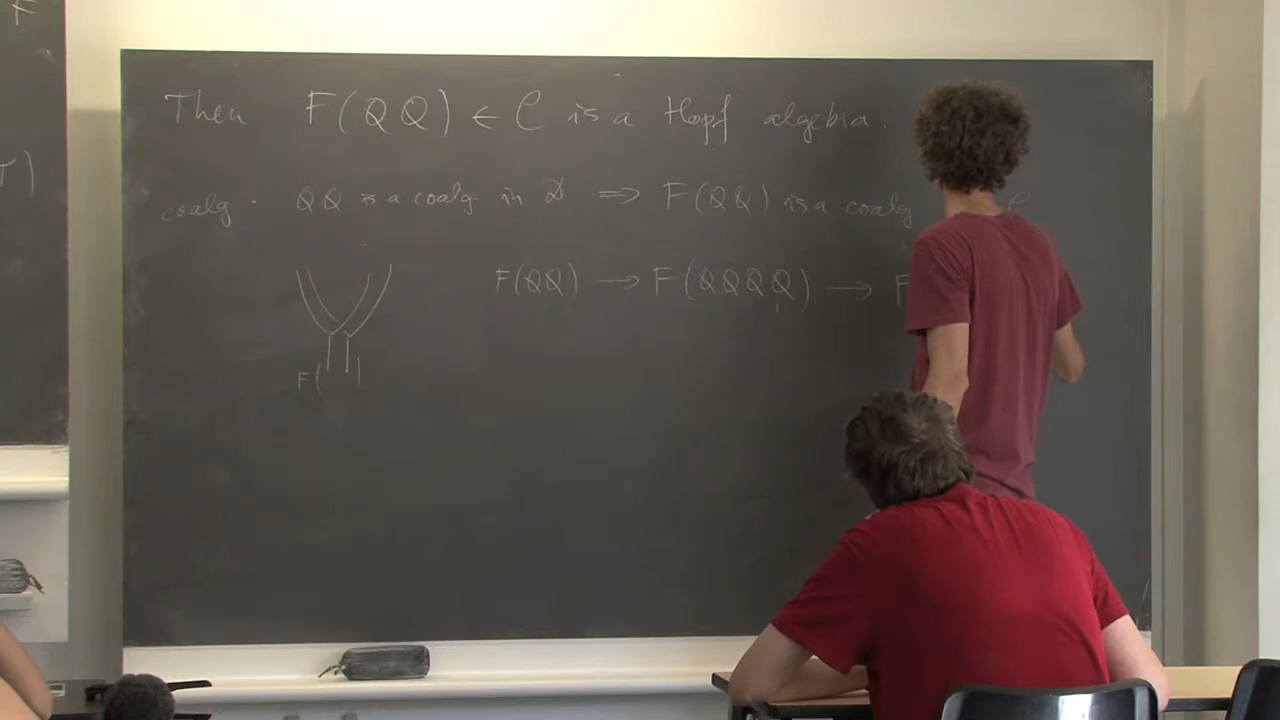 F
T)
Then F(QQ) ∈ C is a Hopf algebra.
coalg. QQ is a coalg in D ⇒ F(QQ) is a coalg C
F(QQ) → F(QQQQ) → F
F( )